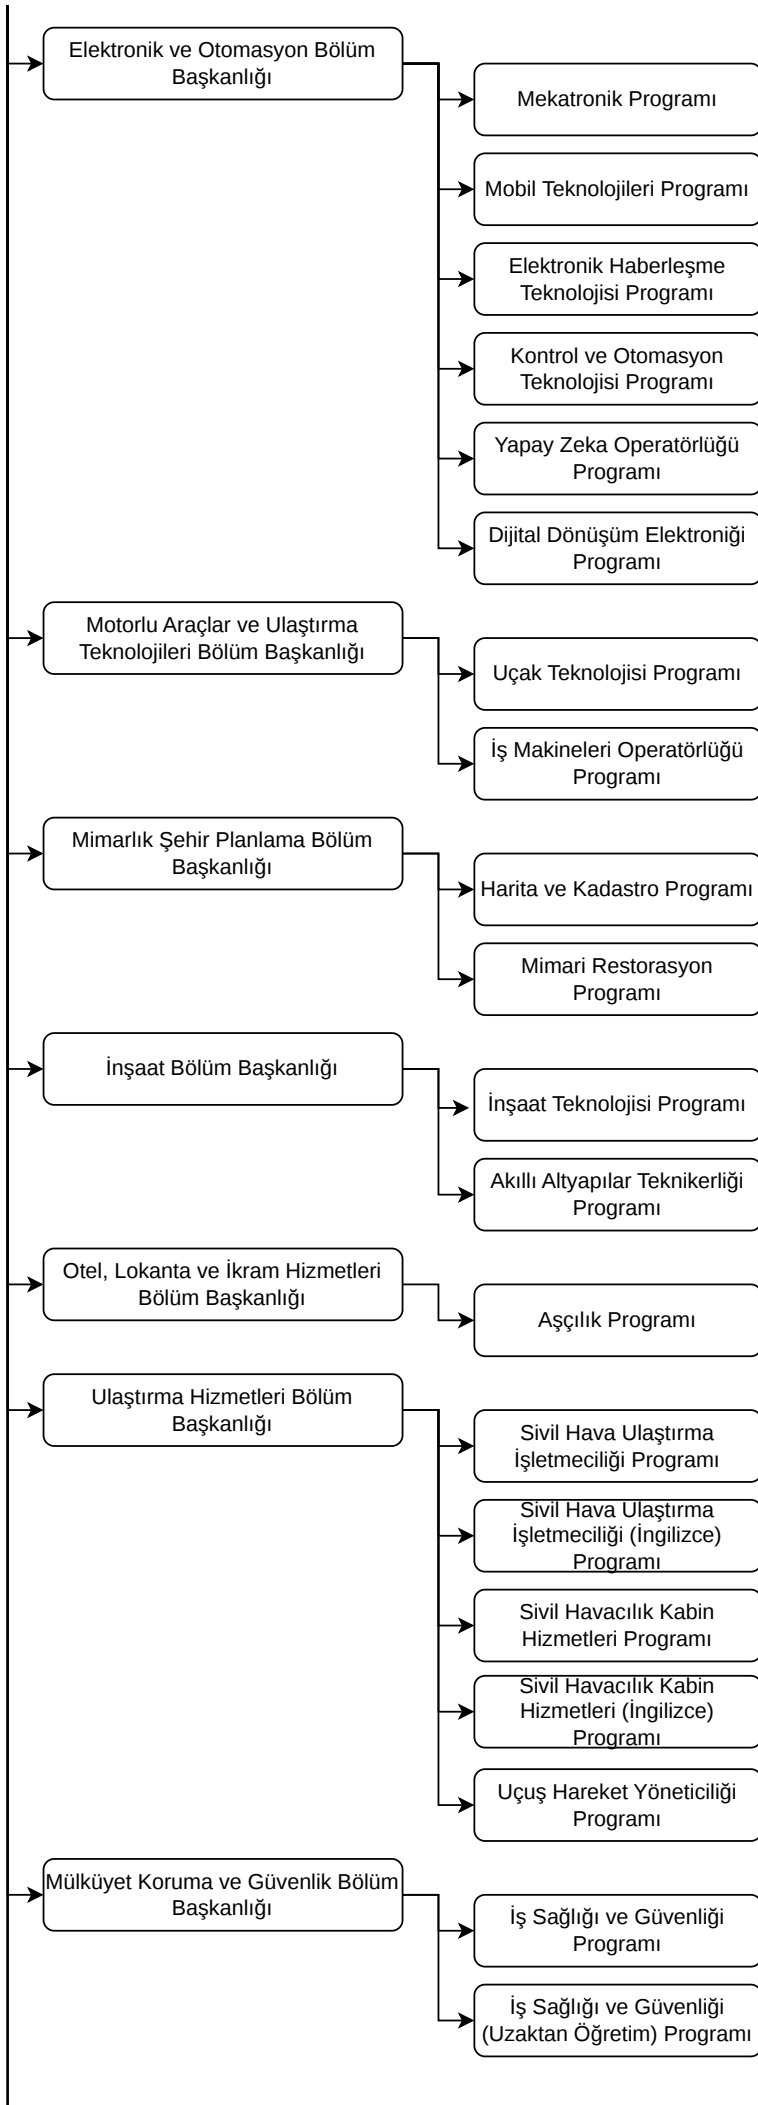 Elektronik ve Otomasyon Bölüm
Başkanlığı
Mekatronik Programı
Mobil Teknolojileri Programı
Elektronik Haberleşme
Teknolojisi Programı
Kontrol ve Otomasyon
Teknolojisi Programı
Yapay Zeka Operatörlüğü
Programı
Dijital Dönüşüm Elektroniği
Programı
Motorlu Araçlar ve Ulaştırma
Teknolojileri Bölüm Başkanlığı
Uçak Teknolojisi Programı
İş Makineleri Operatörlüğü
Programı
Mimarlık Şehir Planlama Bölüm
Başkanlığı
Harita ve Kadastro Programı
Mimari Restorasyon
Programı
İnşaat Bölüm Başkanlığı
İnşaat Teknolojisi Programı
Akıllı Altyapılar Teknikerliği
Programı
Otel, Lokanta ve İkram Hizmetleri
Bölüm Başkanlığı
Aşçılık Programı
Ulaştırma Hizmetleri Bölüm
Başkanlığı
Sivil Hava Ulaştırma
İşletmeciliği Programı
Sivil Hava Ulaştırma
İşletmeciliği (İngilizce)
Programı
Sivil Havacılık Kabin
Hizmetleri Programı
Sivil Havacılık Kabin
Hizmetleri (İngilizce)
Programı
Uçuş Hareket Yöneticiliği
Programı
Mülküyet Koruma ve Güvenlik Bölüm
Başkanlığı
İş Sağlığı ve Güvenliği
Programı
İş Sağlığı ve Güvenliği
(Uzaktan Öğretim) Programı